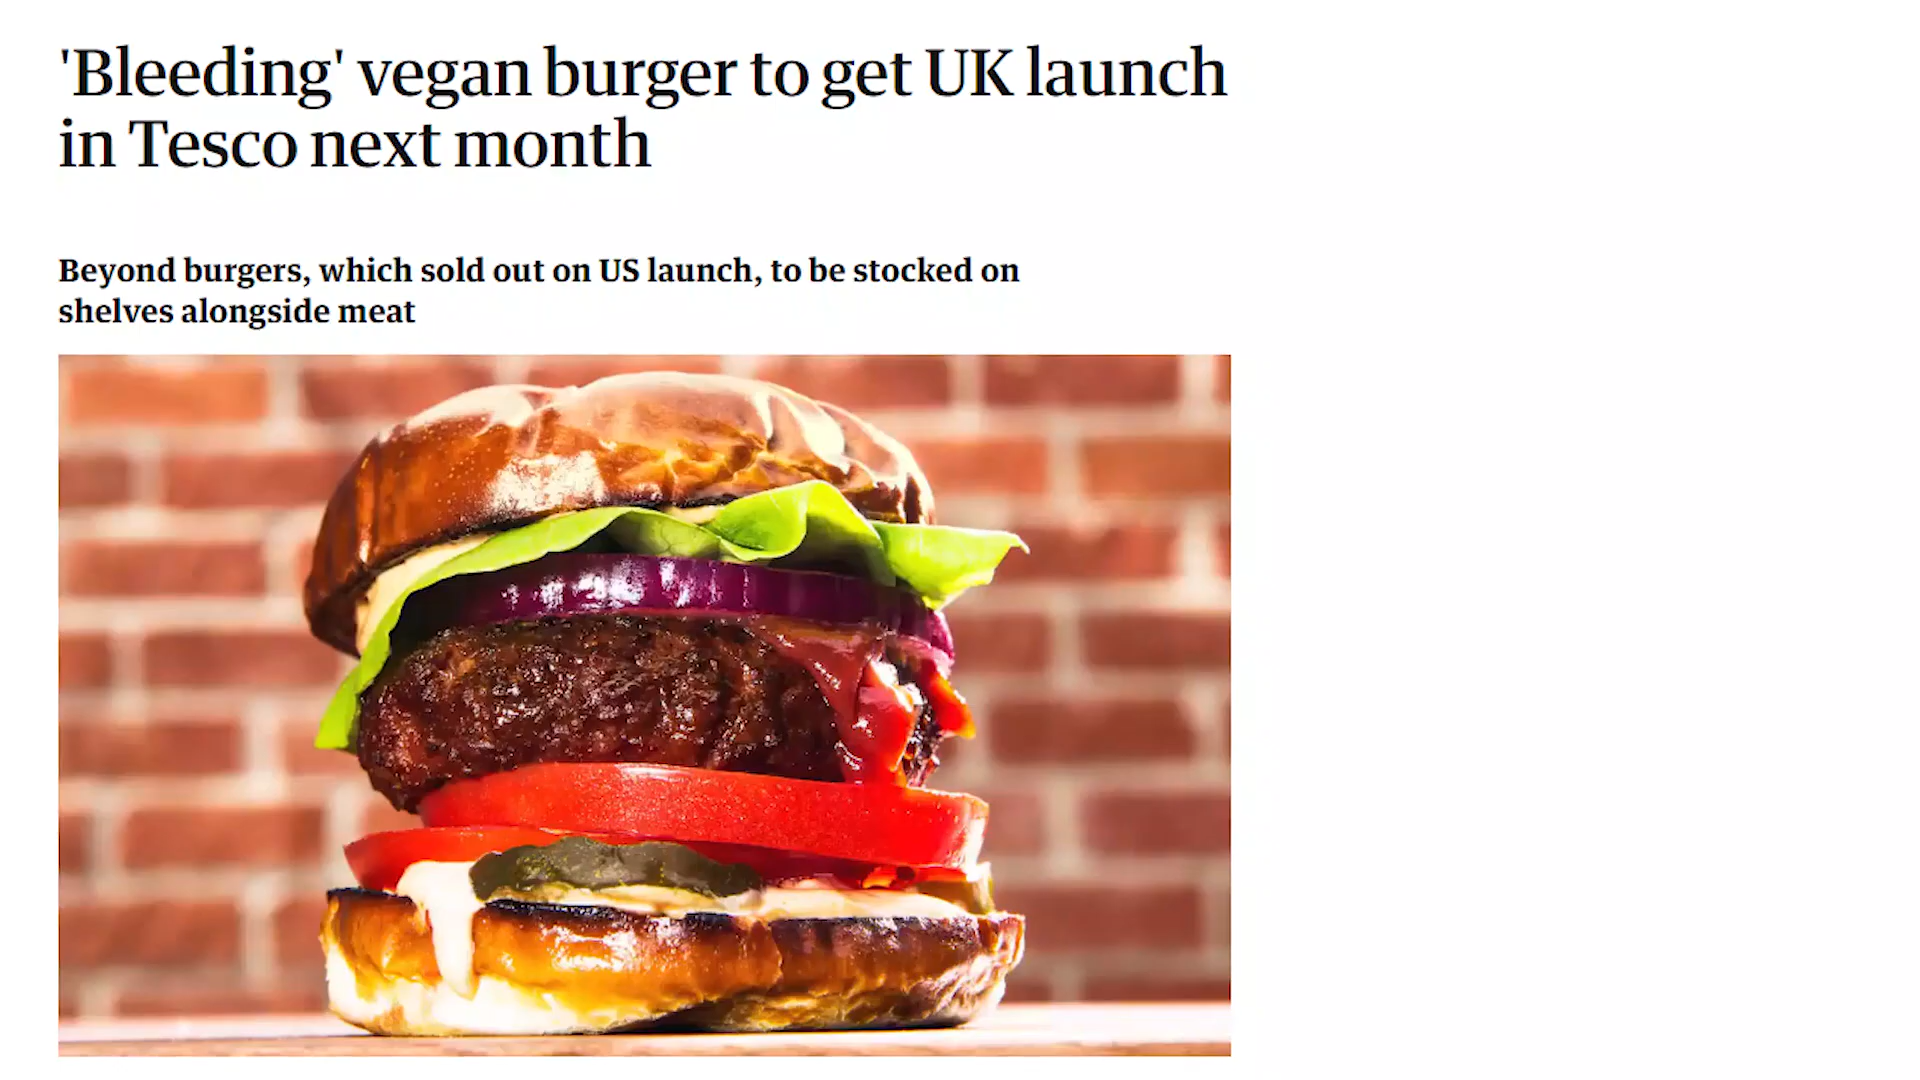 'Bleeding' vegan burger to get UK launch
in Tesco next month
Beyond burgers, which sold out on US launch, to be stocked on
shelves alongside meat